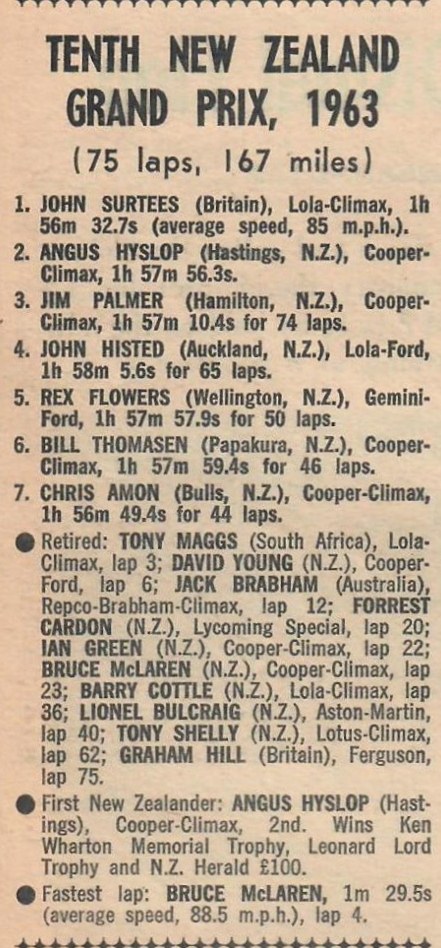 TENTH NEW ZEALAND
GRAND PRIX, 1963
(75 laps, 167 miles)
1. JOHN SURTEES (Britain), Lola-Climax, 1h
56m 32.7s (average speed, 85 m.p.h.).
2. ANGUS HYSLOP (Hastings, N.Z.), Cooper-
Climax, 1h 57m 56.3s.
3. JIM PALMER (Hamilton, N.Z.), Cooper-
Climax, 1h 57m 10.4s for 74 laps.
4. JOHN HISTED (Auckland, N.Z.), Lola-Ford,
1h 58m 5.6s for 65 laps.
5. REX FLOWERS (Wellington, N.Z.), Gemini-
Ford, 1h 57m 57.9s for 50 laps.
6. BILL THOMASEN (Papakura, N.Z.), Cooper-
Climax, 1h 57m 59.4s for 46 laps.
7. CHRIS AMON (Bulls, N.Z.), Cooper-Climax,
1h 56m 49.4s for 44 laps.
● Retired: TONY MAGGS (South Africa), Lola-
Climax, lap 3; DAVID YOUNG (N.Z.), Cooper-
Ford, lap 6; JACK BRABHAM (Australia),
Repco-Brabham-Climax, lap 12; FORREST
CARDON (N.Z.), Lycoming Special, lap 20;
IAN GREEN (N.Z.), Cooper-Climax, lap 22;
BRUCE McLAREN (N.Z.), Cooper-Climax, lap
23; BARRY COTTLE (N.Z.), Lola-Climax, lap
36; LIONEL BULCRAIG (N.Z.), Aston-Martin,
lap 40; TONY SHELLY (N.Z.), Lotus-Climax,
lap 62; GRAHAM HILL (Britain), Ferguson,
lap 75.
● First New Zealander: ANGUS HYSLOP (Hast-
ings), Cooper-Climax, 2nd. Wins Ken
Wharton Memorial Trophy, Leonard Lord
Trophy and N.Z. Herald £100.
● Fastest lap: BRUCE McLAREN, 1m 29.5s
(average speed, 88.5 m.p.h.), lap 4.